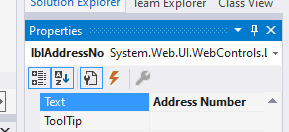 Solution Explorer Team Explorer Class View
Properties
lblAddressNo System.Web.UI.WebControls.l
Text Address Number
ToolTip